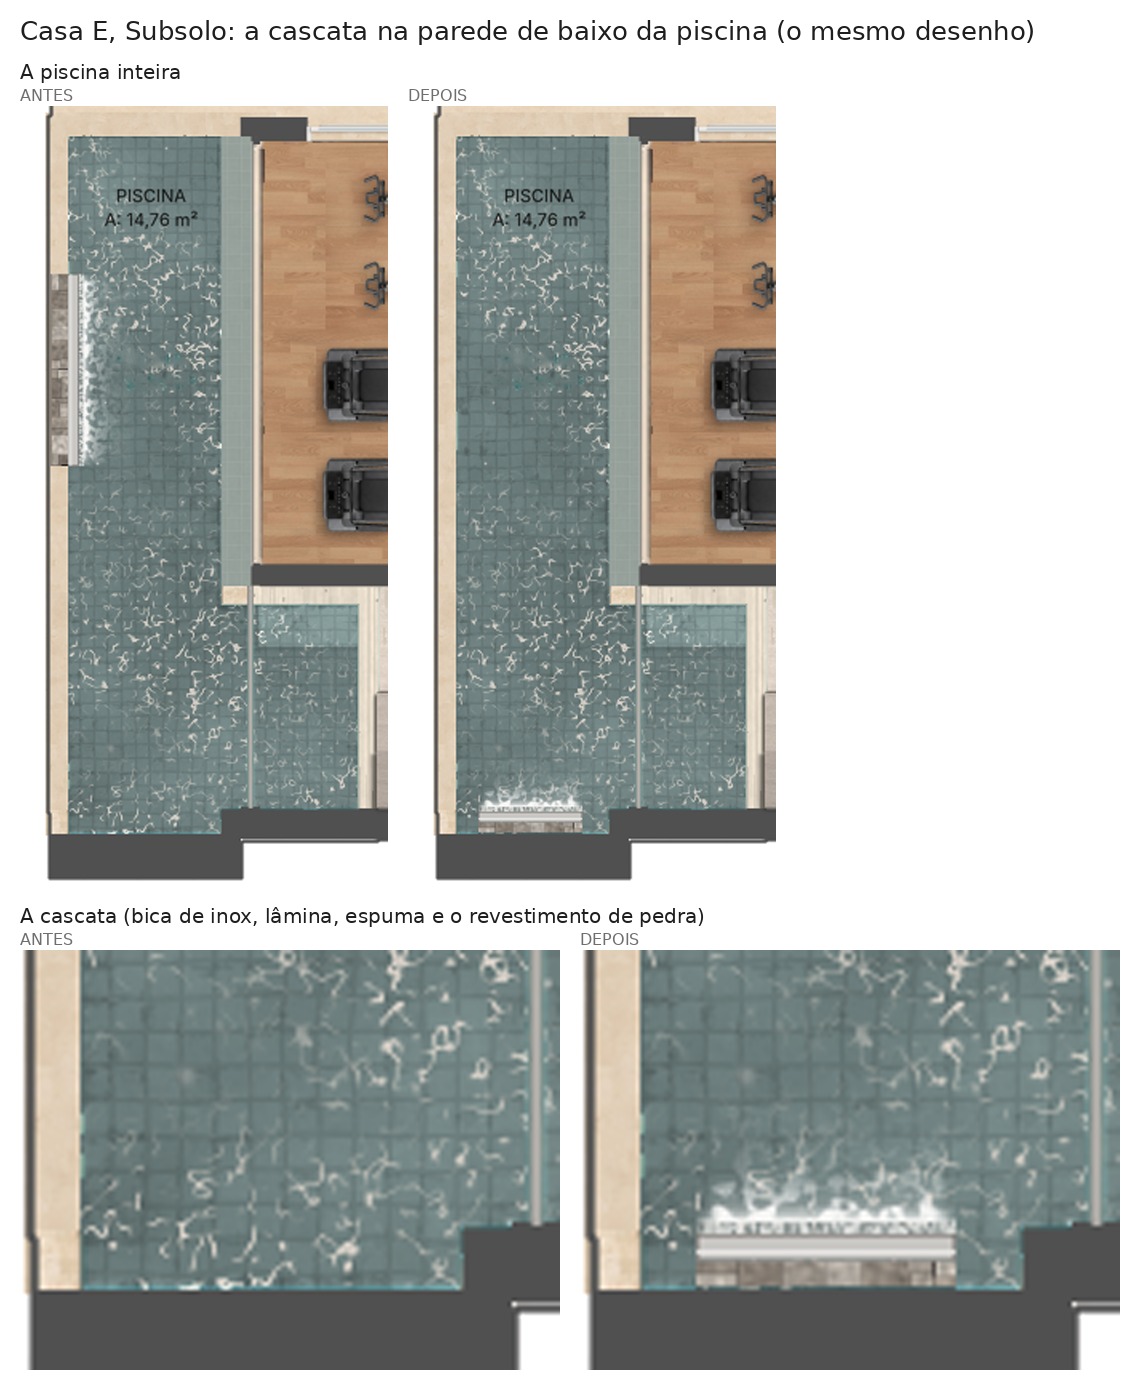 Casa E, Subsolo: a cascata na parede de baixo da piscina (o mesmo desenho)
A piscina inteira
ANTES
DEPOIS
PISCINA
A: 14,76 m²
PISCINA
A: 14,76 m²
A cascata (bica de inox, lâmina, espuma e o revestimento de pedra)
ANTES
DEPOIS